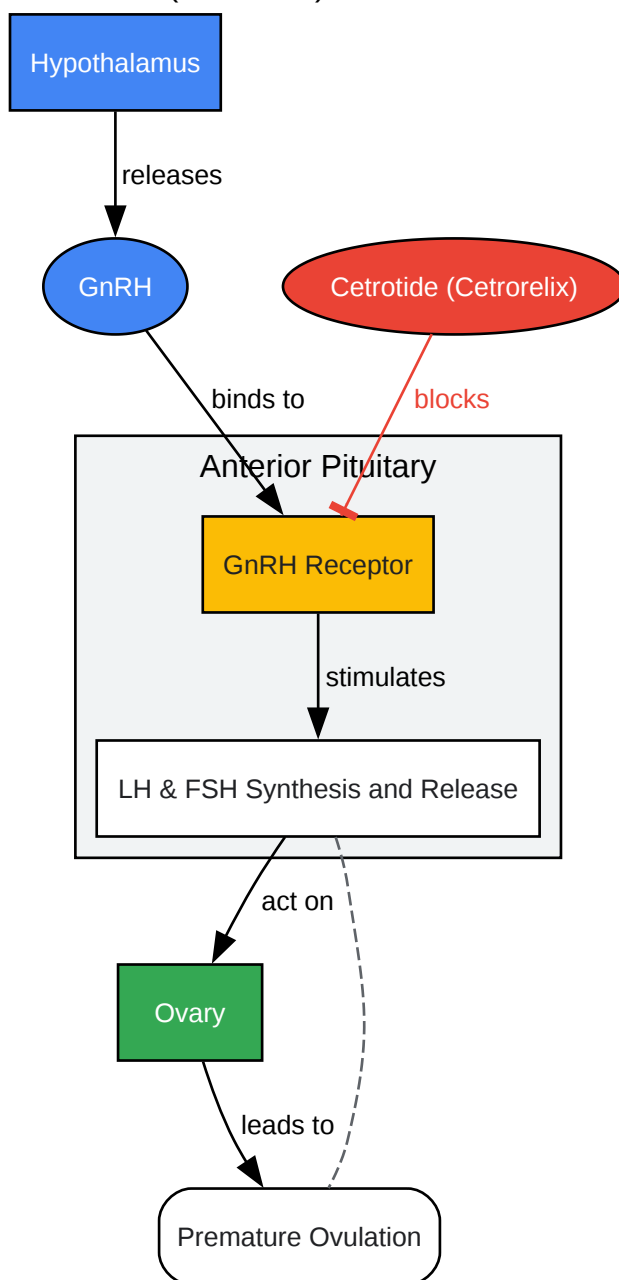 Hypothalamus
releases
GnRH
Cetrotide (Cetrorelix)
binds to
blocks
Anterior Pituitary
GnRH Receptor
stimulates
LH & FSH Synthesis and Release
act on
Ovary
leads to
Premature Ovulation